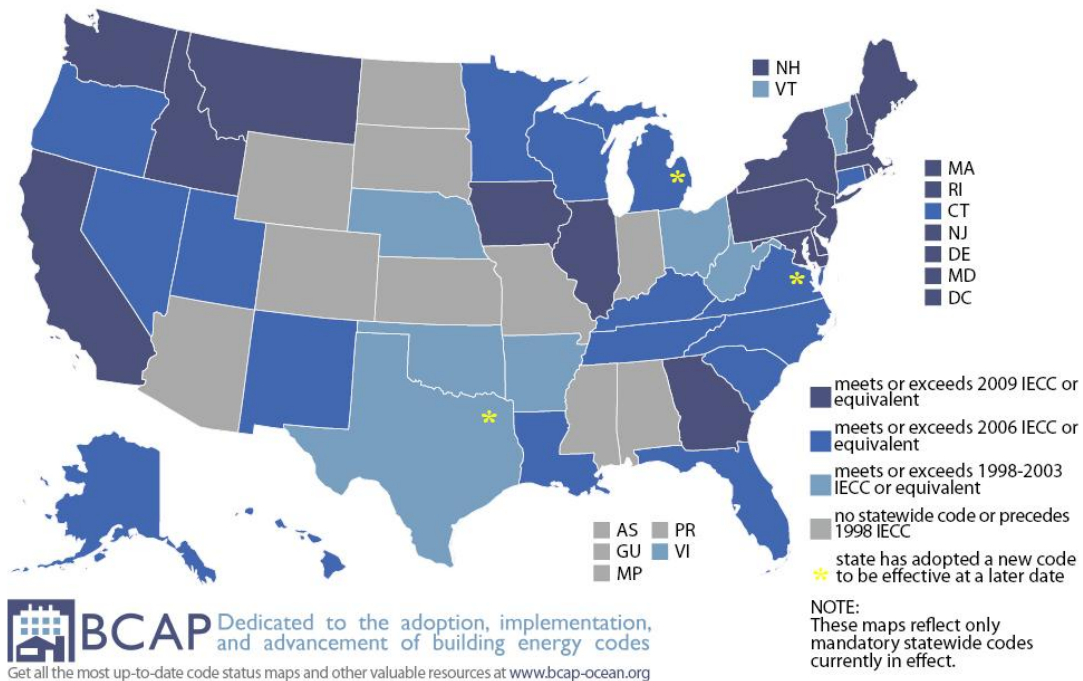 NH
VT
MA
RI
CT
NJ
DE
MD
DC
meets or exceeds 2009 IECC or
equivalent
meets or exceeds 2006 IECC or
equivalent
meets or exceeds 1998-2003
IECC or equivalent
no statewide code or precedes
1998 IECC
* state has adopted a new code
to be effective at a later date
NOTE:
These maps reflect only
mandatory statewide codes
currently in effect.
AS PR
GU VI
MP
BCAP Dedicated to the adoption, implementation,
and advancement of building energy codes
Get all the most up-to-date code status maps and other valuable resources at www.bcap-ocean.org